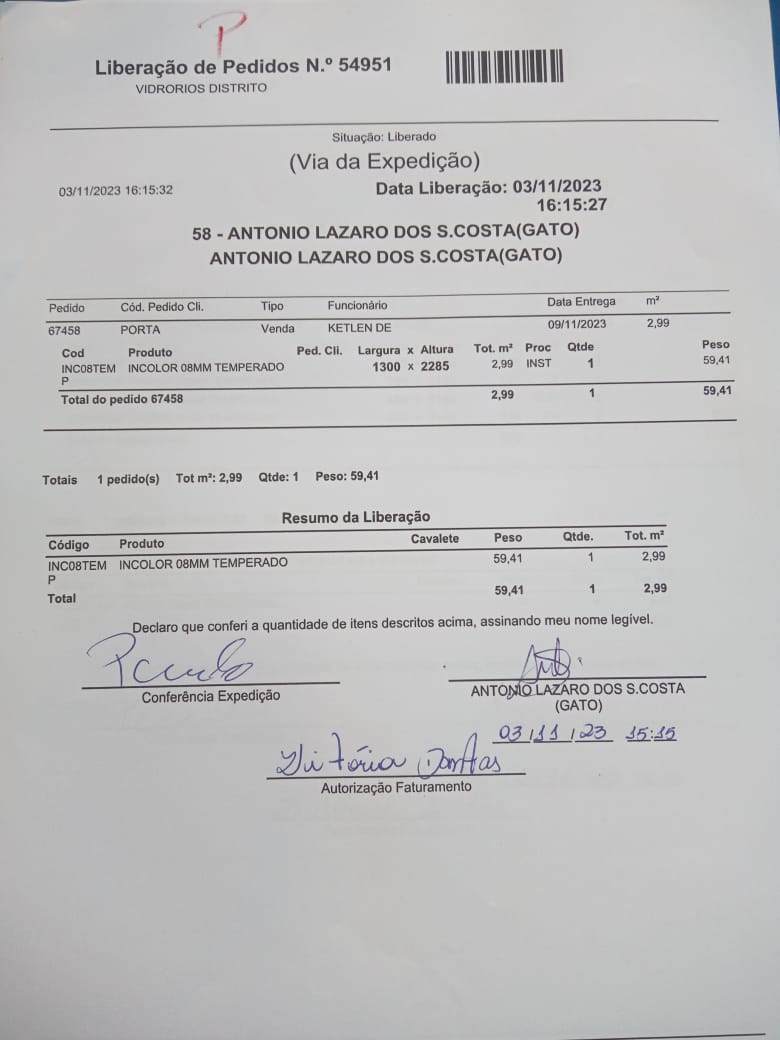 P
Liberação de Pedidos N.º 54951
VIDRORIOS DISTRITO
Situação: Liberado
(Via da Expedição)
03/11/2023 16:15:32 Data Liberação: 03/11/2023
16:15:27
58 - ANTONIO LAZARO DOS S.COSTA(GATO)
ANTONIO LAZARO DOS S.COSTA(GATO)
Pedido Cód. Pedido Cli. Tipo Funcionário Data Entrega m²
67458 PORTA Venda KETLEN DE 09/11/2023 2,99
Cod Produto Ped. Cli. Largura x Altura Tot. m² Proc Qtde Peso
INC08TEM INCOLOR 08MM TEMPERADO 1300 x 2285 2,99 INST 1 59,41
P
Total do pedido 67458 2,99 1 59,41
Totais 1 pedido(s) Tot m²: 2,99 Qtde: 1 Peso: 59,41
Resumo da Liberação
Código Produto Cavalete Peso Qtde. Tot. m²
INC08TEM INCOLOR 08MM TEMPERADO 59,41 1 2,99
P
Total 59,41 1 2,99
Declaro que conferi a quantidade de itens descritos acima, assinando meu nome legível.
Conferência Expedição ANTONIO LAZARO DOS S.COSTA
(GATO)
03/11/23 15:15
Vitória Dantas
Autorização Faturamento